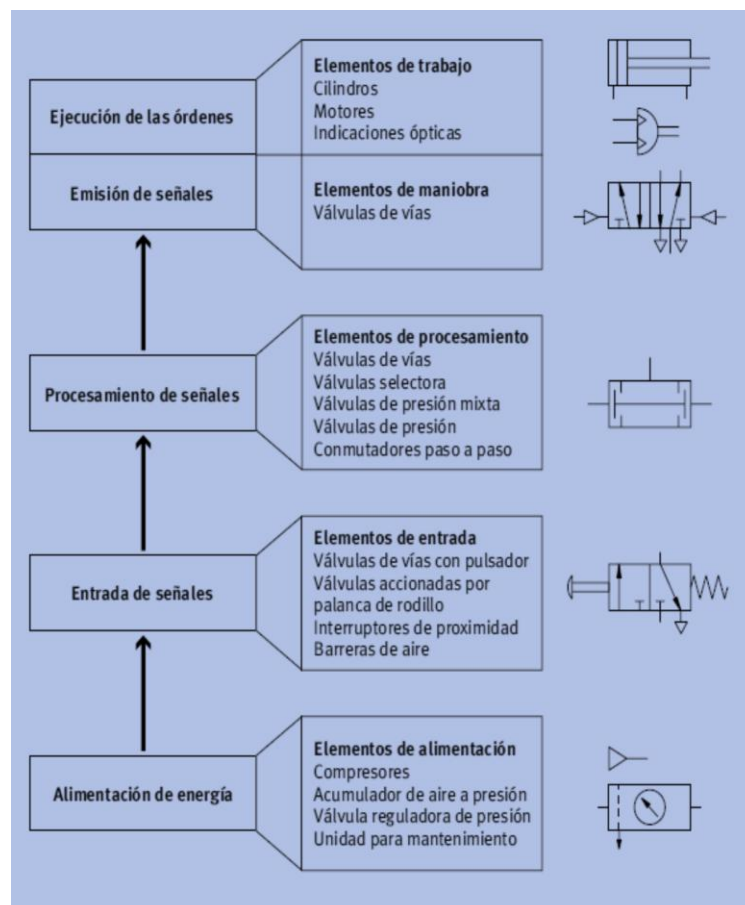 Ejecución de las órdenes
Elementos de trabajo
Cilindros
Motores
Indicaciones ópticas
Emisión de señales
Elementos de maniobra
Válvulas de vías
Procesamiento de señales
Elementos de procesamiento
Válvulas de vías
Válvulas selectora
Válvulas de presión mixta
Válvulas de presión
Conmutadores paso a paso
Entrada de señales
Elementos de entrada
Válvulas de vías con pulsador
Válvulas accionadas por
palanca de rodillo
Interruptores de proximidad
Barreras de aire
Alimentación de energía
Elementos de alimentación
Compresores
Acumulador de aire a presión
Válvula reguladora de presión
Unidad para mantenimiento